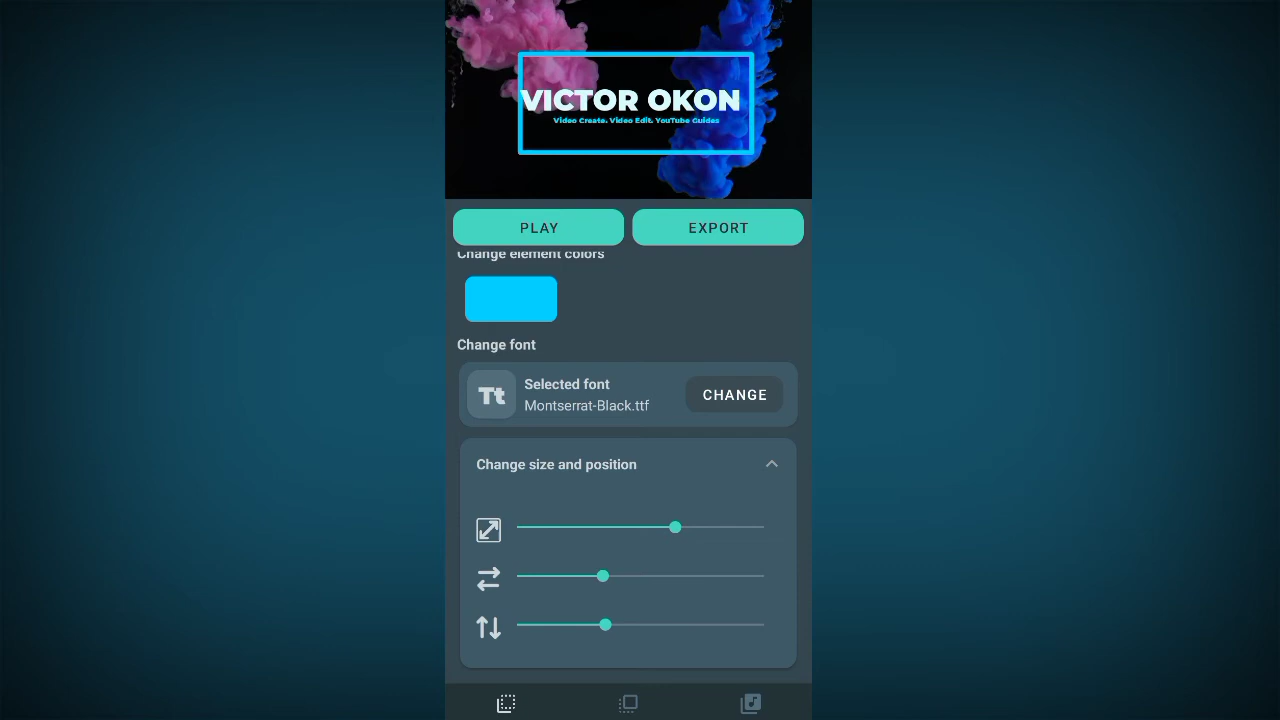 VICTOR OKON
Video Create. Video Edit. YouTube Guides
PLAY
EXPORT
Change element colors
Change font
Tt
Selected font
Montserrat-Black.ttf
CHANGE
Change size and position